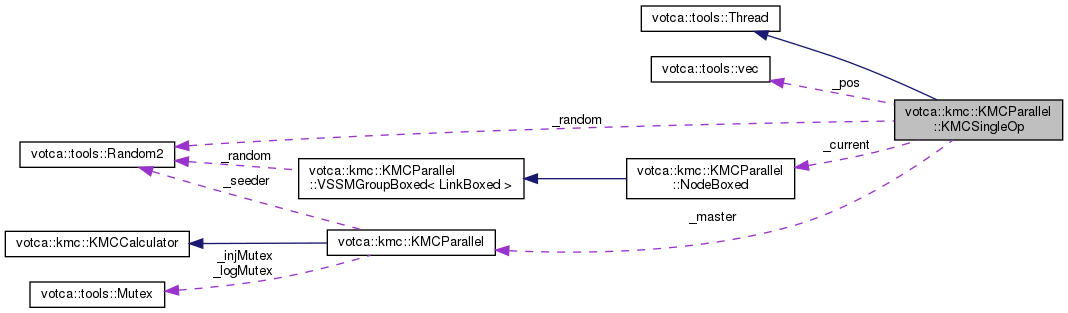 votca::tools::Thread
votca::tools::vec
_pos
votca::kmc::KMCParallel
::KMCSingleOp
_random
votca::tools::Random2
_random
_current
votca::kmc::KMCParallel
::VSSMGroupBoxed< LinkBoxed >
votca::kmc::KMCParallel
::NodeBoxed
_seeder
_master
votca::kmc::KMCCalculator
votca::kmc::KMCParallel
_injMutex
_logMutex
votca::tools::Mutex